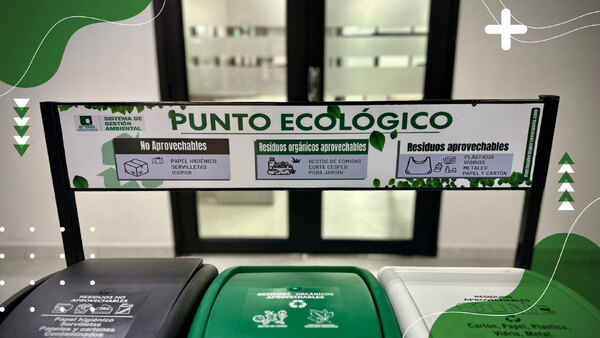 SISTEMA DE
GESTIÓN
AMBIENTAL
PUNTO ECOLÓGICO
No Aprovechables
PAPEL HIGIÉNICO
SERVILLETAS
ICOPOR
Residuos orgánicos aprovechables
RESTOS DE COMIDAS
CORTE CESPED
PODA JARDÍN
Residuos aprovechables
PLÁSTICOS
VIDRIOS
METALES
PAPEL Y CARTÓN
RESIDUOS NO
APROVECHABLES
Papel higiénico
Servilletas
Papeles y cartones
Contaminados
RESIDUOS ORGÁNICOS
APROVECHABLES
Cartón, Papel, Plástico,
Vidrio, Metal.